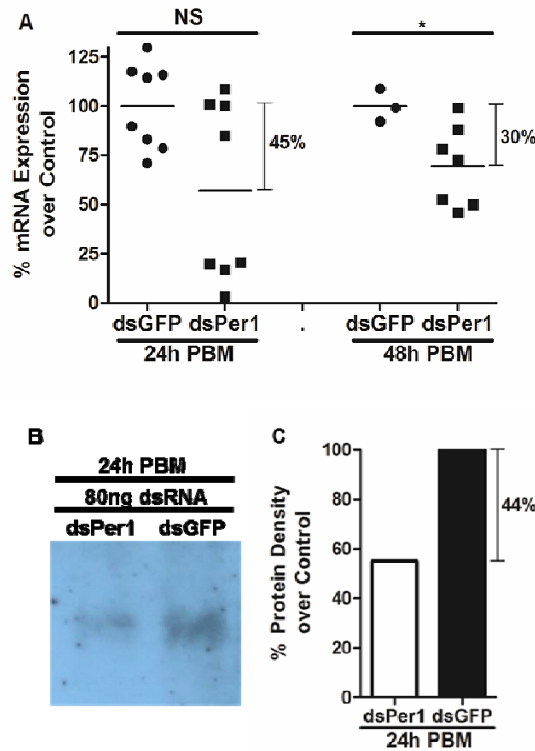 A
NS
*
% mRNA Expression
over Control
125
100
75
50
25
0
45%
30%
dsGFP dsPer1 . dsGFP dsPer1
24h PBM 48h PBM
B
24h PBM
80ng dsRNA
dsPer1 dsGFP
C
% Protein Density
over Control
100
80
60
40
20
0
44%
dsPer1 dsGFP
24h PBM